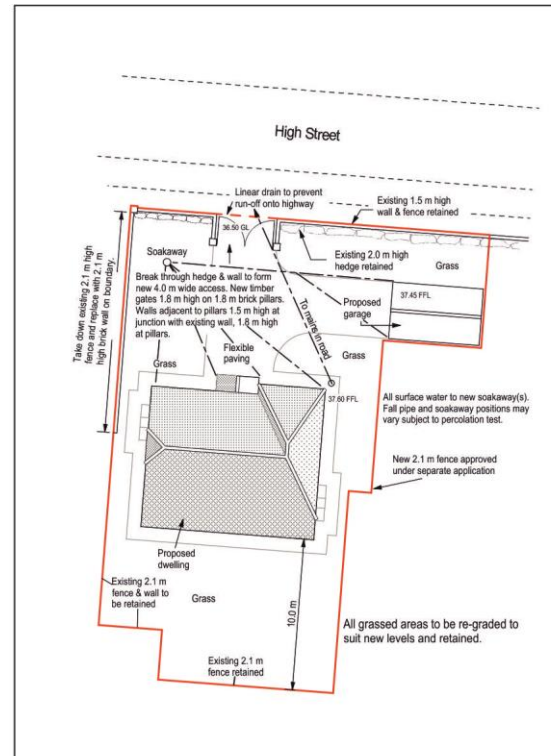 High Street
Linear drain to prevent
run-off onto highway
Existing 1.5 m high
wall & fence retained
36.50 GL
Existing 2.0 m high
hedge retained
Grass
Soakaway
Break through hedge & wall to form
new 4.0 m wide access. New timber
gates 1.8 m high on 1.8 m brick pillars.
Walls adjacent to pillars 1.5 m high at
junction with existing wall, 1.8 m high
at pillars.
Take down existing 2.1 m high
fence and replace with 2.1 m
high brick wall on boundary.
To mains in road
Proposed
garage
37.45 FFL
Grass
Flexible
paving
Grass
37.60 FFL
All surface water to new soakaway(s).
Fall pipe and soakaway positions may
vary subject to percolation test.
New 2.1 m fence approved
under separate application
Proposed
dwelling
Existing 2.1 m
fence & wall to
be retained
Grass
10.0 m
All grassed areas to be re-graded to
suit new levels and retained.
Existing 2.1 m
fence retained